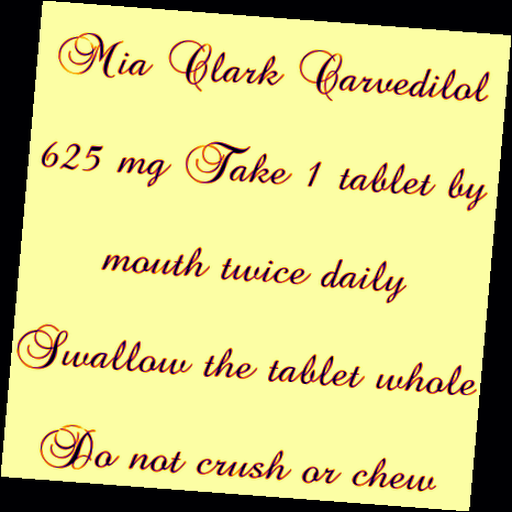 Mia Clark Carvedilol
625 mg Take 1 tablet by
mouth twice daily
Swallow the tablet whole
Do not crush or chew